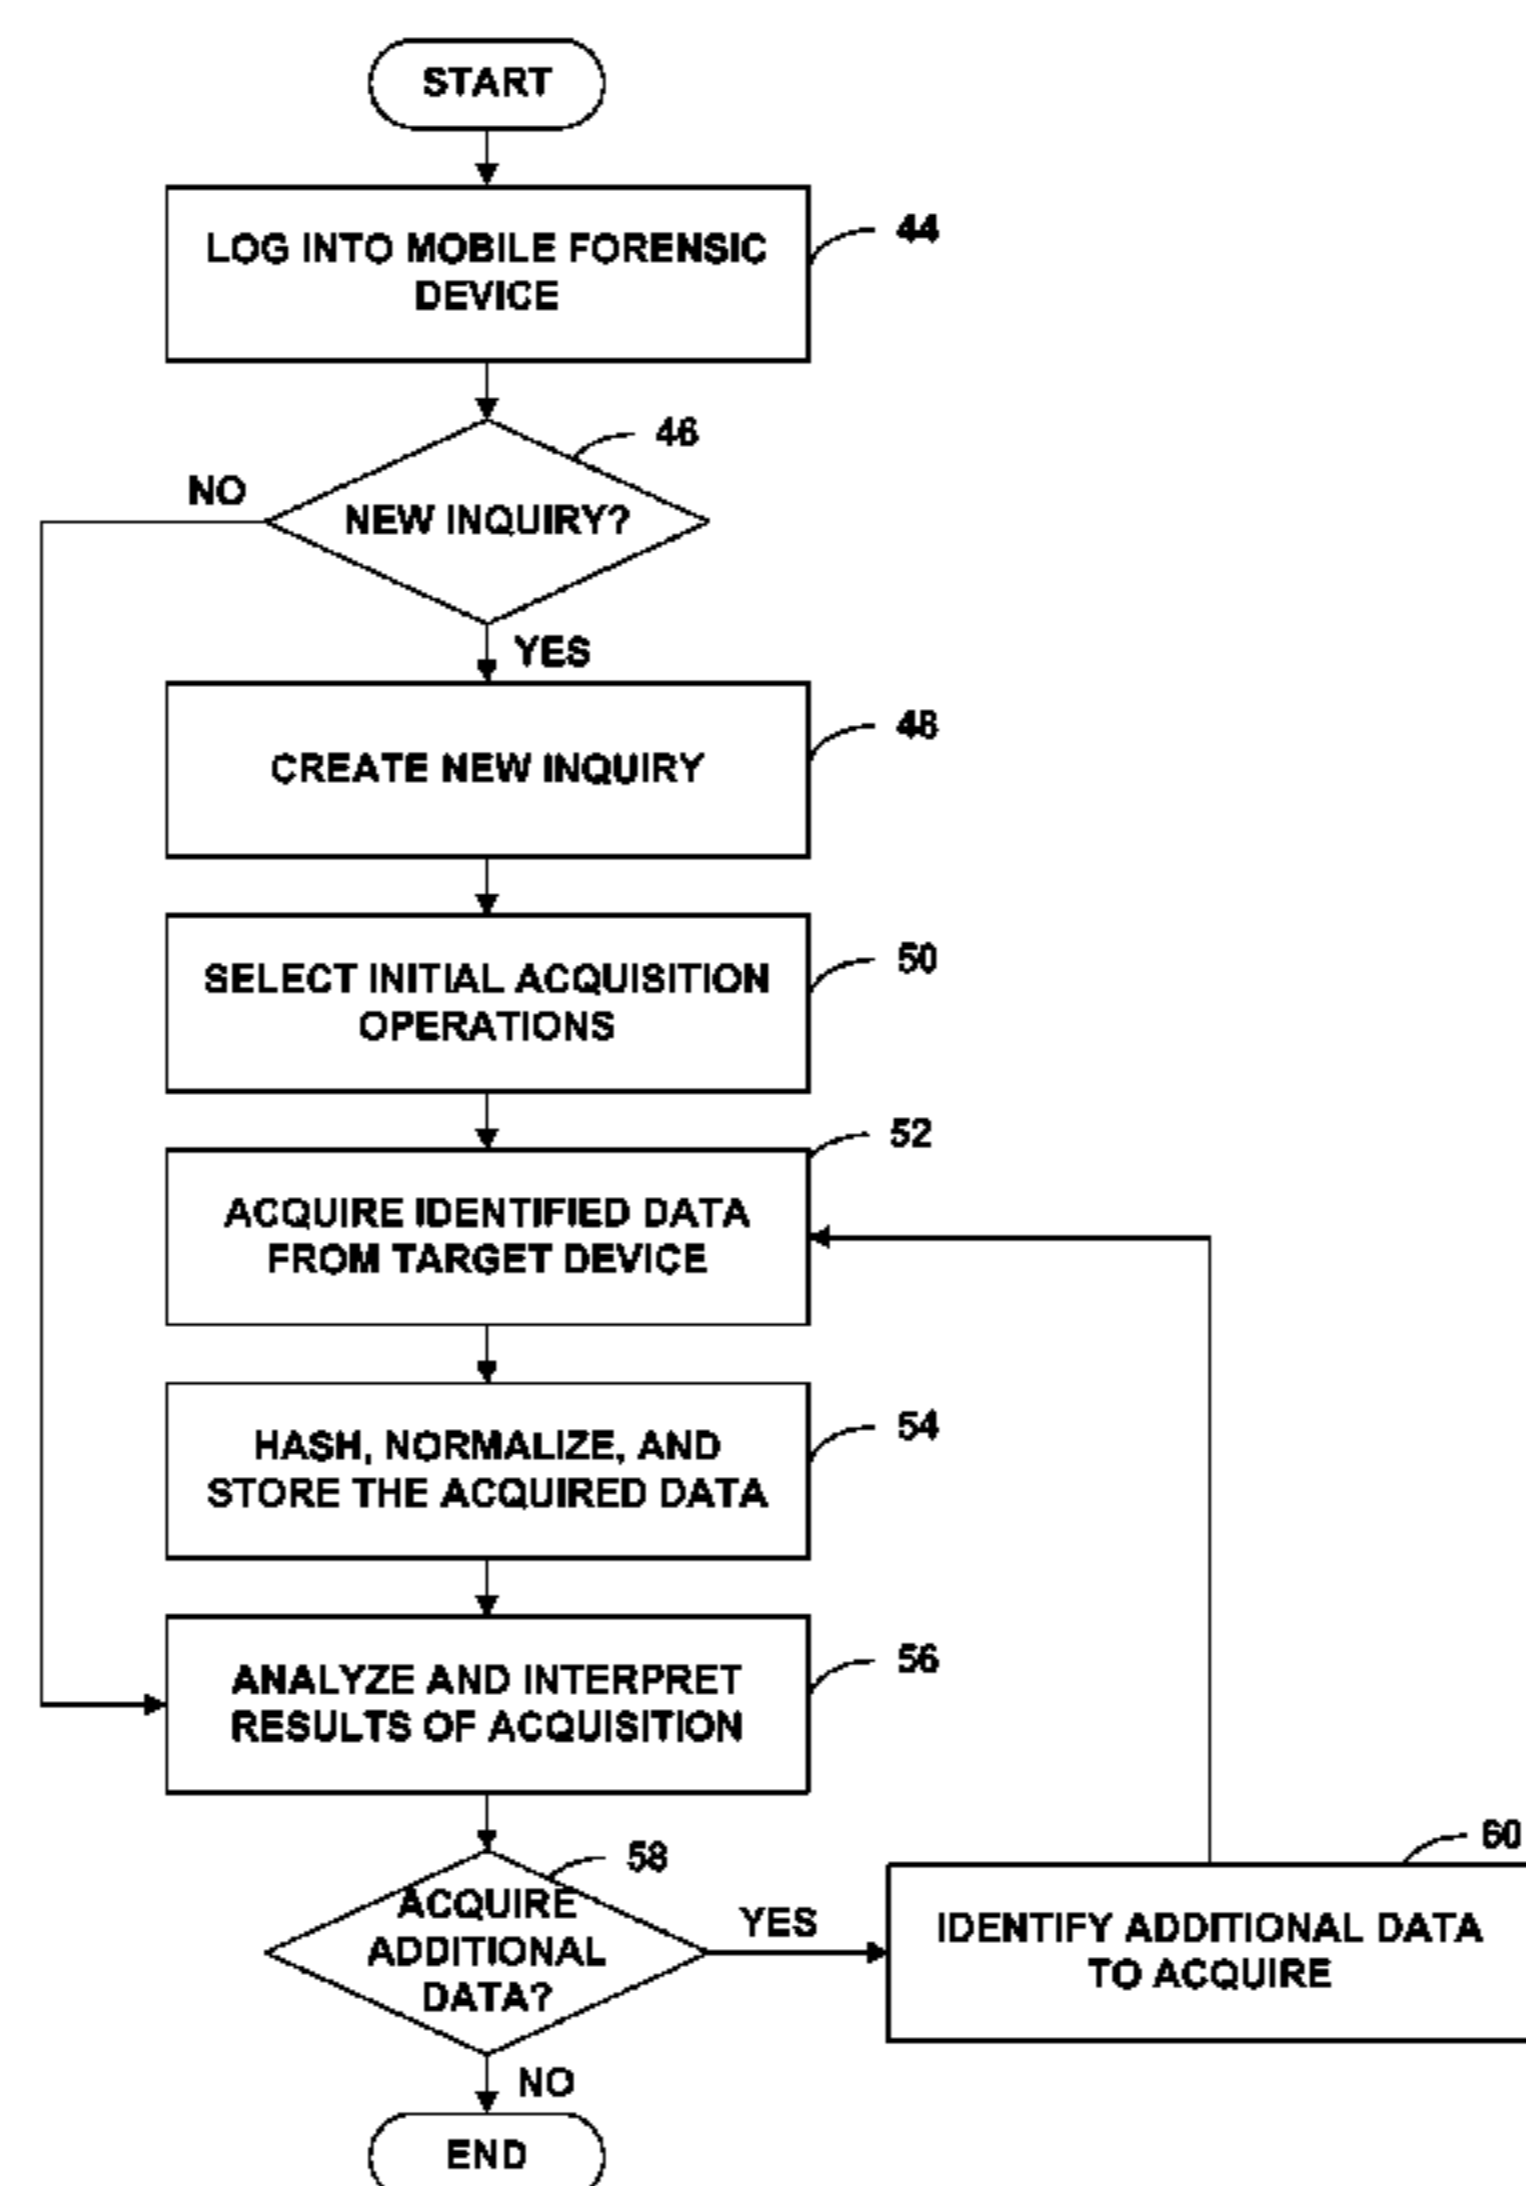 START
LOG INTO MOBILE FORENSIC
DEVICE
44
46
NO
NEW INQUIRY?
YES
48
CREATE NEW INQUIRY
50
SELECT INITIAL ACQUISITION
OPERATIONS
52
ACQUIRE IDENTIFIED DATA
FROM TARGET DEVICE
54
HASH, NORMALIZE, AND
STORE THE ACQUIRED DATA
56
ANALYZE AND INTERPRET
RESULTS OF ACQUISITION
58
ACQUIRE
ADDITIONAL
DATA?
YES
60
IDENTIFY ADDITIONAL DATA
TO ACQUIRE
NO
END